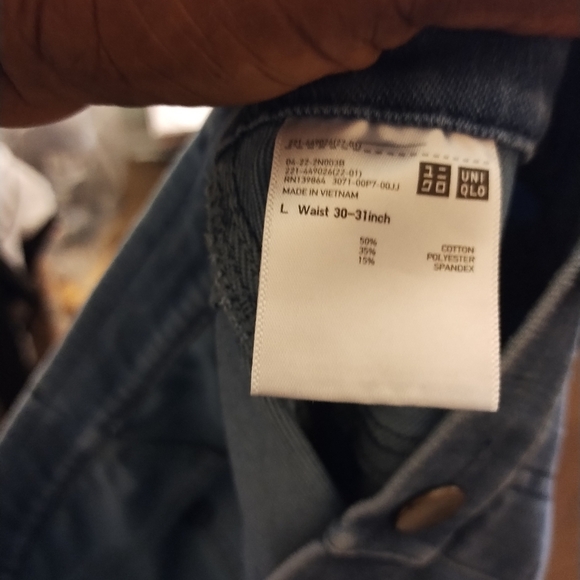 04-22-2N003B
221-449026(22-01)
RN139864 3071-00P7-00JJ
MADE IN VIETNAM
ユニ
クロ
UNI
QLO
L Waist 30-31inch
50% COTTON
35% POLYESTER
15% SPANDEX